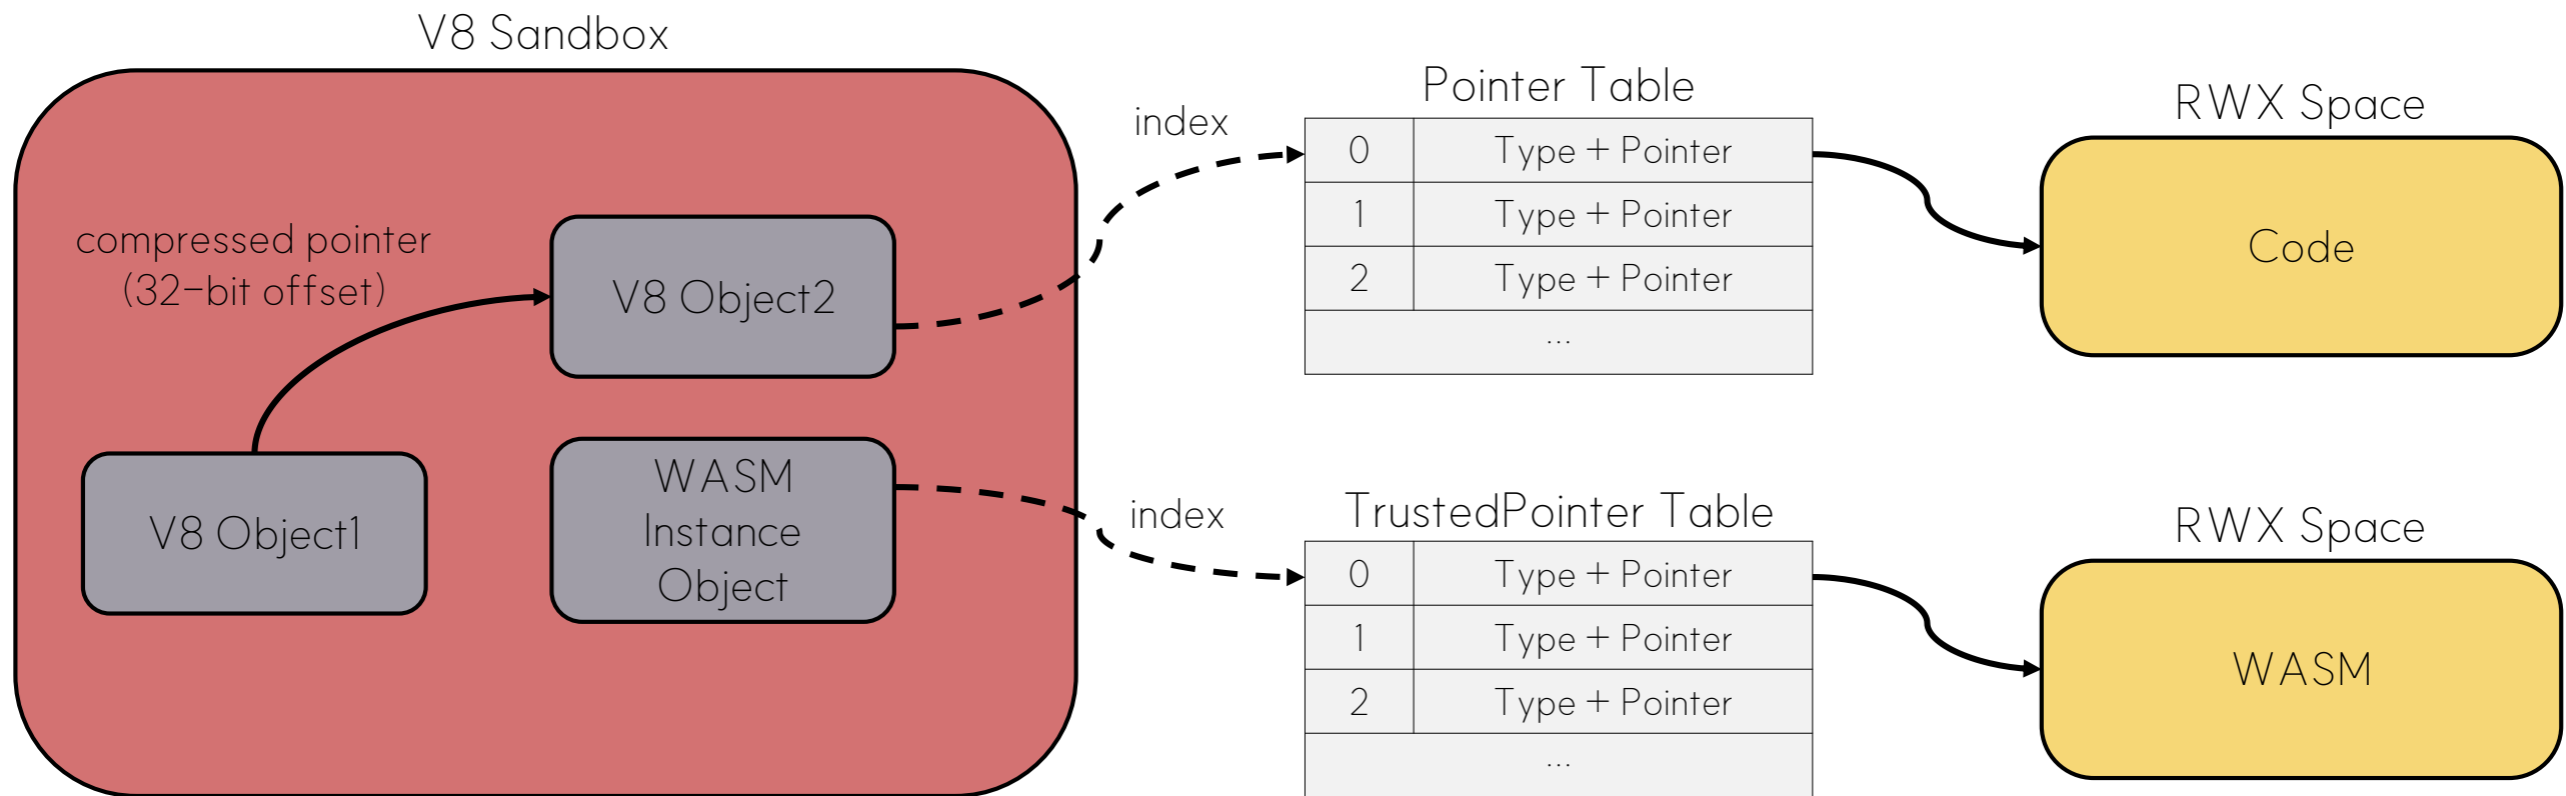 V8 Sandbox
compressed pointer
(32-bit offset)
V8 Object2
V8 Object1
WASM
Instance
Object
index
Pointer Table
0 Type + Pointer
1 Type + Pointer
2 Type + Pointer
...
RWX Space
Code
index
TrustedPointer Table
0 Type + Pointer
1 Type + Pointer
2 Type + Pointer
...
RWX Space
WASM